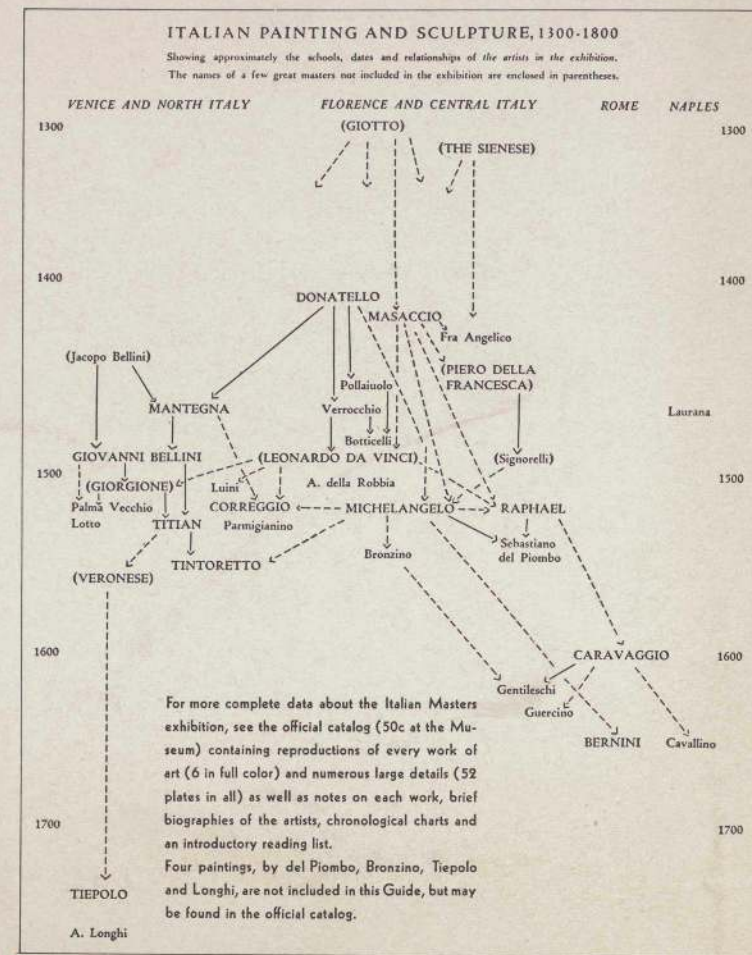 ITALIAN PAINTING AND SCULPTURE, 1300-1800
Showing approximately the schools, dates and relationships of the artists in the exhibition.
The names of a few great masters not included in the exhibition are enclosed in parentheses.
VENICE AND NORTH ITALY FLORENCE AND CENTRAL ITALY ROME NAPLES
1300 (GIOTTO) 1300
(THE SIENESE)
1400 1400
DONATELLO
MASACCIO
Fra Angelico
(Jacopo Bellini)
(PIERO DELLA
FRANCESCA)
Pollaiuolo
MANTEGNA Verrocchio Laurana
Botticelli
GIOVANNI BELLINI (LEONARDO DA VINCI) (Signorelli)
1500 1500
(GIORGIONE) Luini A. della Robbia
Palma Vecchio CORREGGIO MICHELANGELO RAPHAEL
Lotto TITIAN Parmigianino
Sebastiano
del Piombo
Bronzino
TINTORETTO
(VERONESE)
1600 CARAVAGGIO 1600
Gentileschi
Guercino
BERNINI Cavallino
For more complete data about the Italian Masters
exhibition, see the official catalog (50c at the Mu-
seum) containing reproductions of every work of
art (6 in full color) and numerous large details (52
plates in all) as well as notes on each work, brief
biographies of the artists, chronological charts and
an introductory reading list.
Four paintings, by del Piombo, Bronzino, Tiepolo
and Longhi, are not included in this Guide, but may
be found in the official catalog.
1700 1700
TIEPOLO
A. Longhi